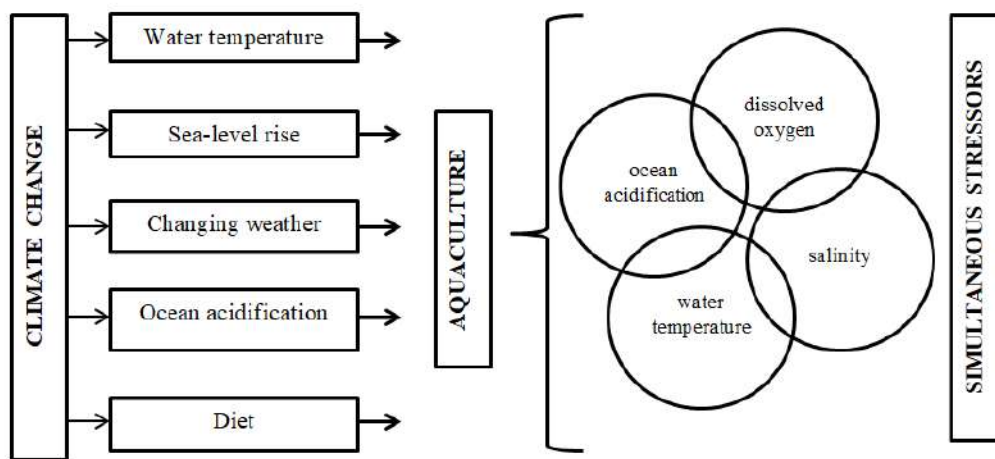 CLIMATE CHANGE
Water temperature
Sea-level rise
Changing weather
Ocean acidification
Diet
AQUACULTURE
dissolved
oxygen
ocean
acidification
salinity
water
temperature
SIMULTANEOUS STRESSORS